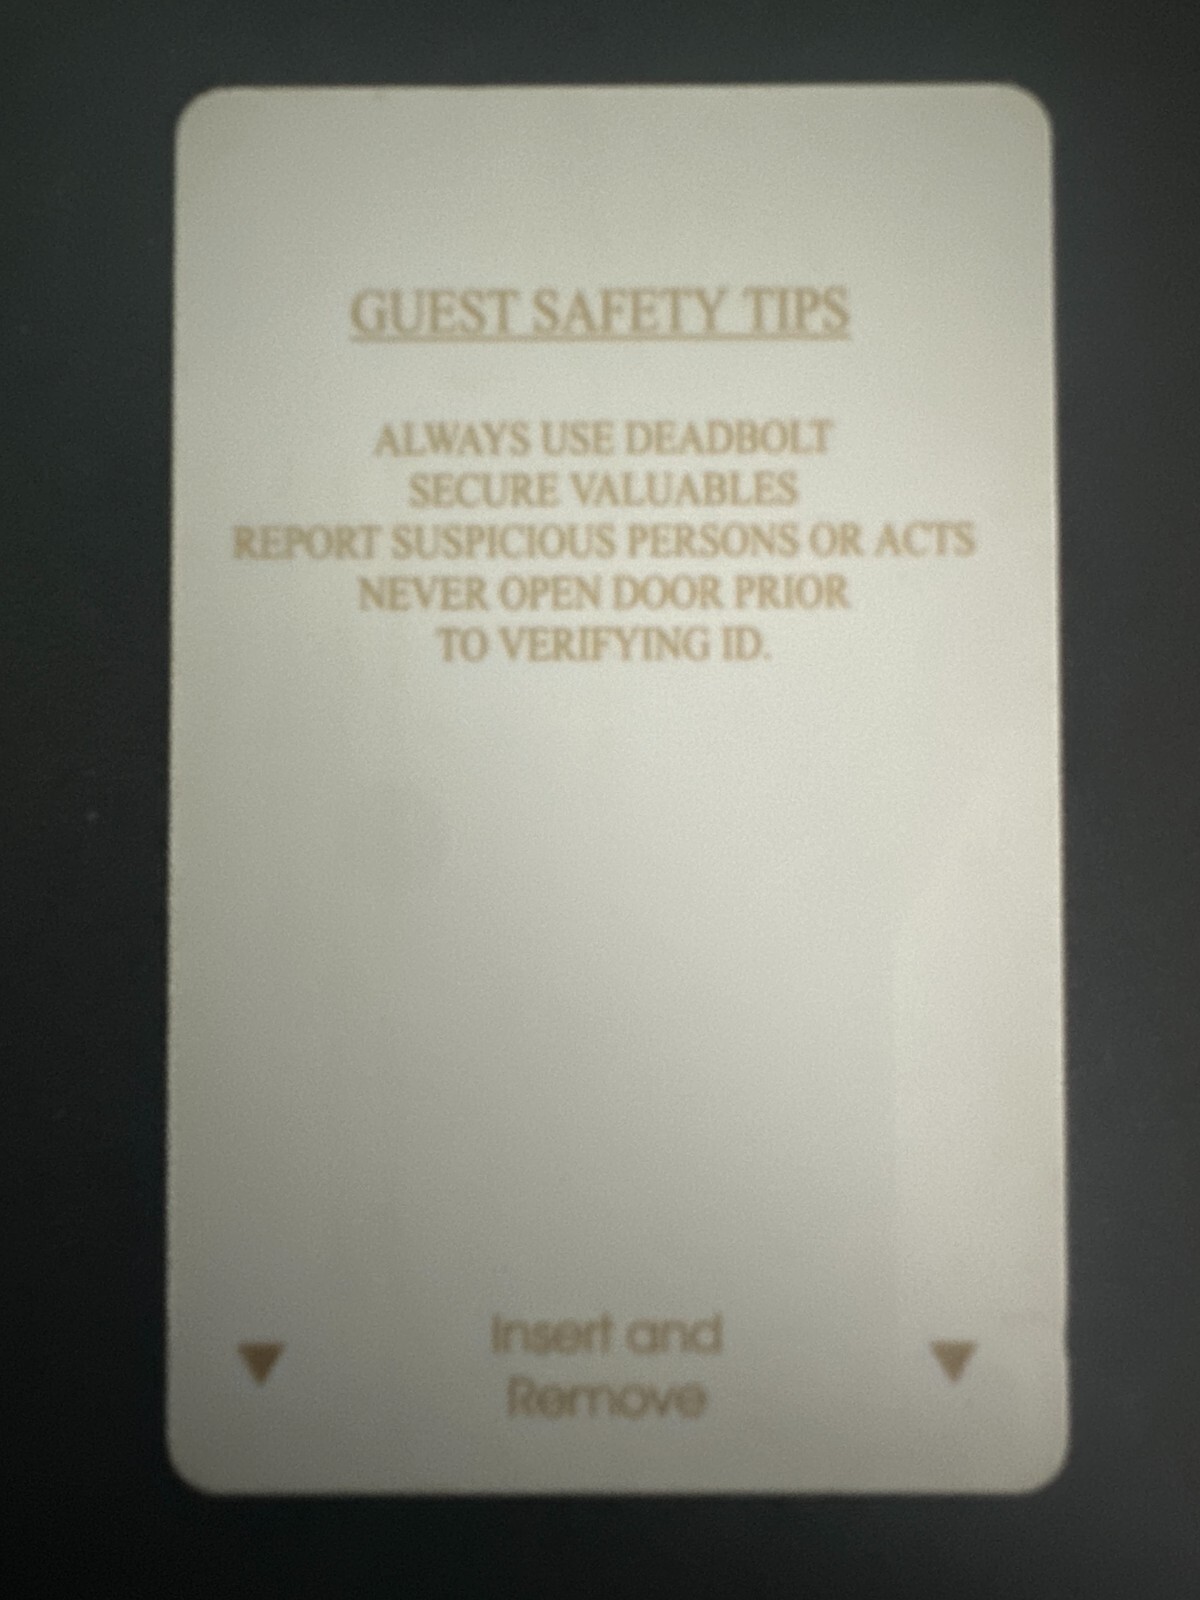 GUEST SAFETY TIPS
ALWAYS USE DEADBOLT
SECURE VALUABLES
REPORT SUSPICIOUS PERSONS OR ACTS
NEVER OPEN DOOR PRIOR
TO VERIFYING ID.
Insert and
Remove